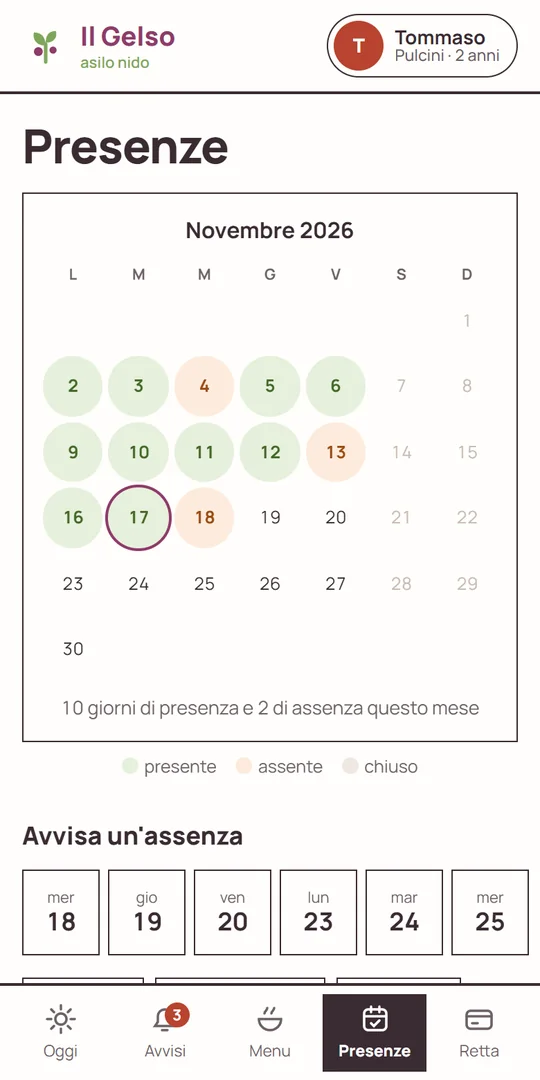 Il Gelso
asilo nido
T
Tommaso
Pulcini · 2 anni
Presenze
Novembre 2026
L M M G V S D
1
2 3 4 5 6 7 8
9 10 11 12 13 14 15
16 17 18 19 20 21 22
23 24 25 26 27 28 29
30
10 giorni di presenza e 2 di assenza questo mese
presente assente chiuso
Avvisa un'assenza
mer gio ven lun mar mer
18 19 20 23 24 25
3
Oggi Avvisi Menu Presenze Retta